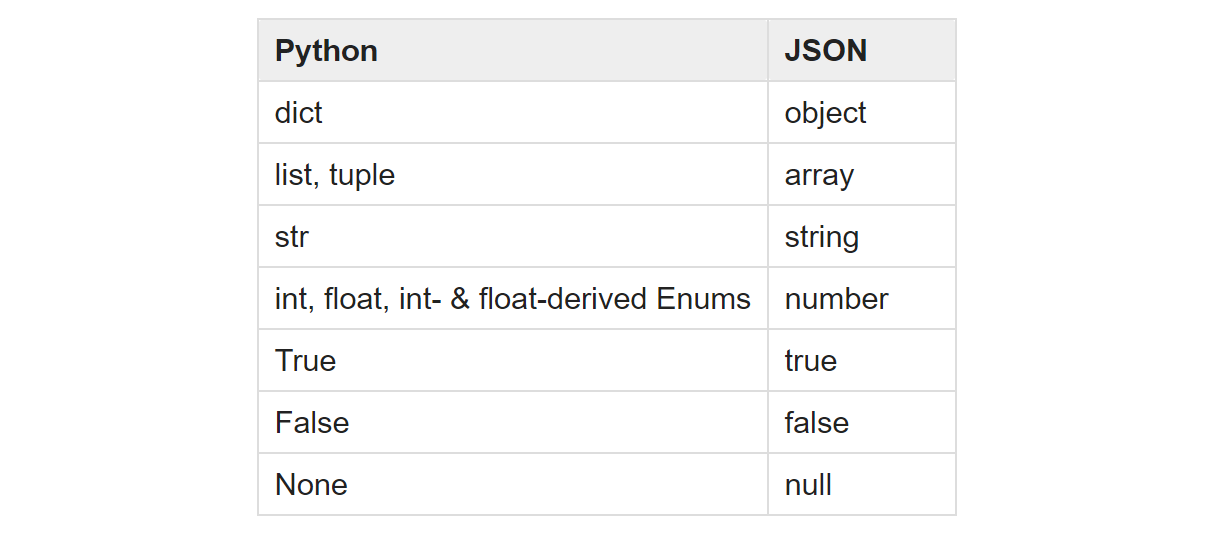 Python JSON
dict object
list, tuple array
str string
int, float, int- & float-derived Enums number
True true
False false
None null